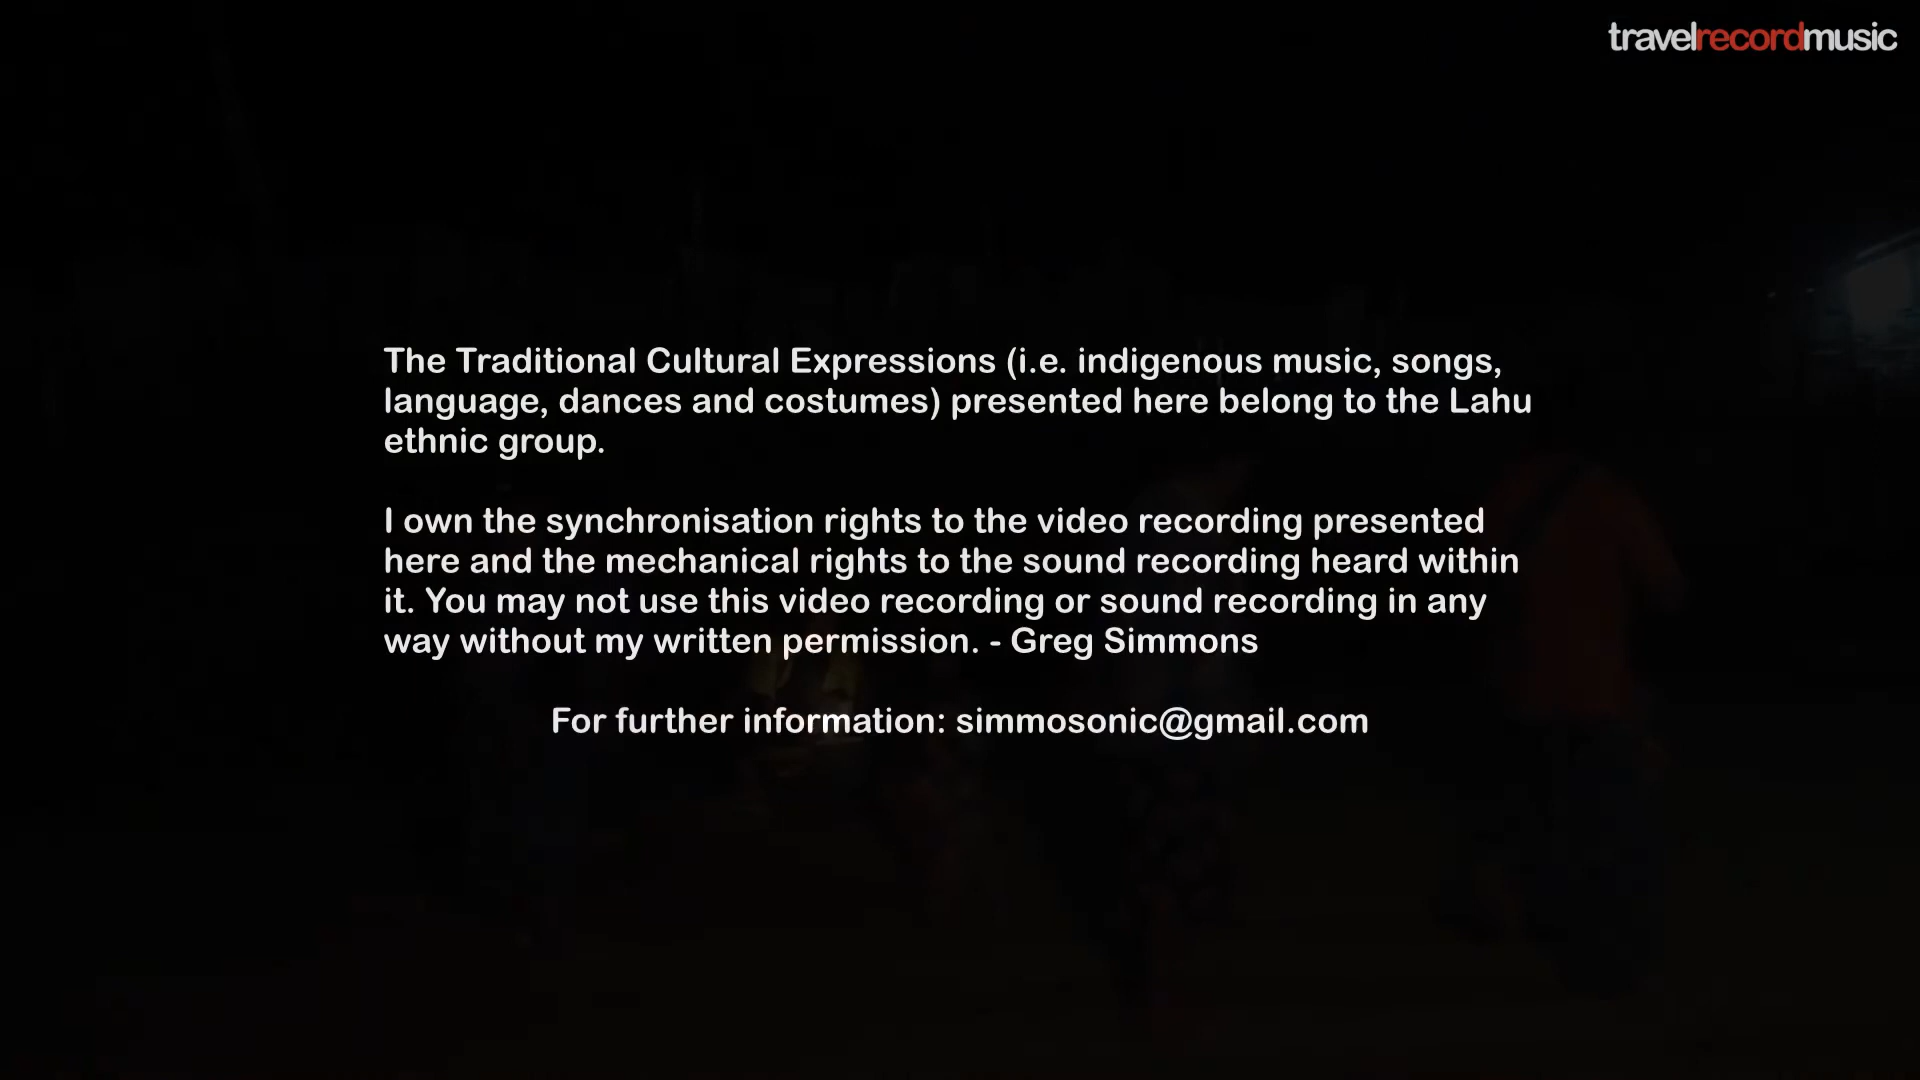 travelrecordmusic
The Traditional Cultural Expressions (i.e. indigenous music, songs,
language, dances and costumes) presented here belong to the Lahu
ethnic group.
I own the synchronisation rights to the video recording presented
here and the mechanical rights to the sound recording heard within
it. You may not use this video recording or sound recording in any
way without my written permission. - Greg Simmons
For further information: simmosonic@gmail.com